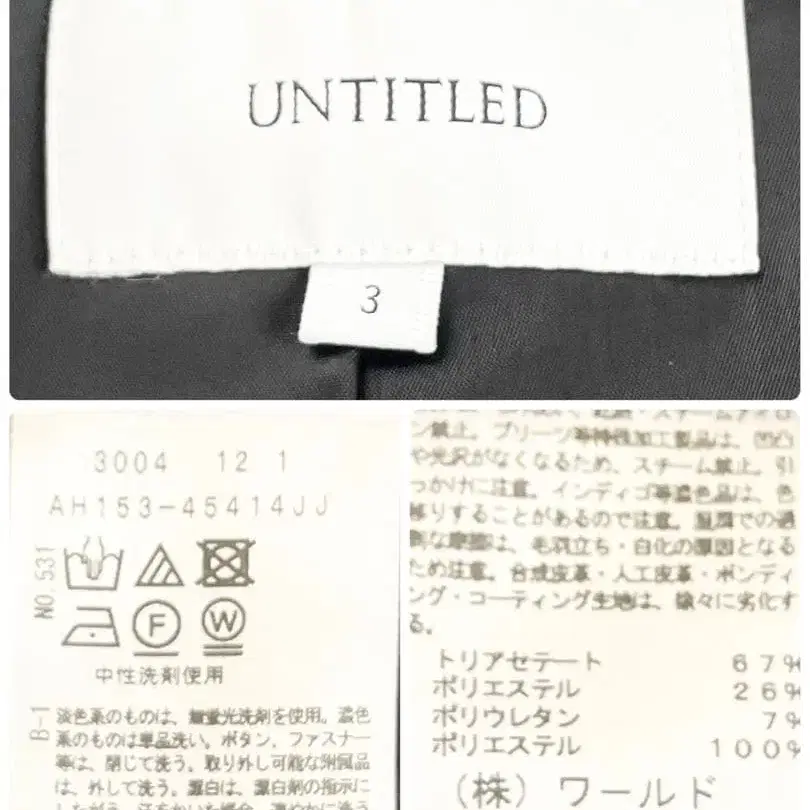 UNTITLED
3
3004 12 1
AH153-45414JJ
NO.531
F
W
中性洗剤使用
B-1
淡色系のものは、無蛍光洗剤を使用。濃色
系のものは単品洗い。ボタン、ファスナー
等は、閉じて洗う。取り外し可能な附属品
は、外して洗う。漂白は、漂白剤の指示に
ン禁止。プリーツ等特殊加工製品は、凹凸
や光沢がなくなるため、スチーム禁止。引
っかけに注意。インディゴ等濃色品は、色
移りすることがあるので注意。着用での過
度な摩擦は、毛羽立ち・白化の原因となる
ため注意。合成皮革・人工皮革・ボンディ
ング・コーティング生地は、徐々に劣化す
る。
トリアセテート 67%
ポリエステル 26%
ポリウレタン 7%
ポリエステル 100%
(株)ワールド